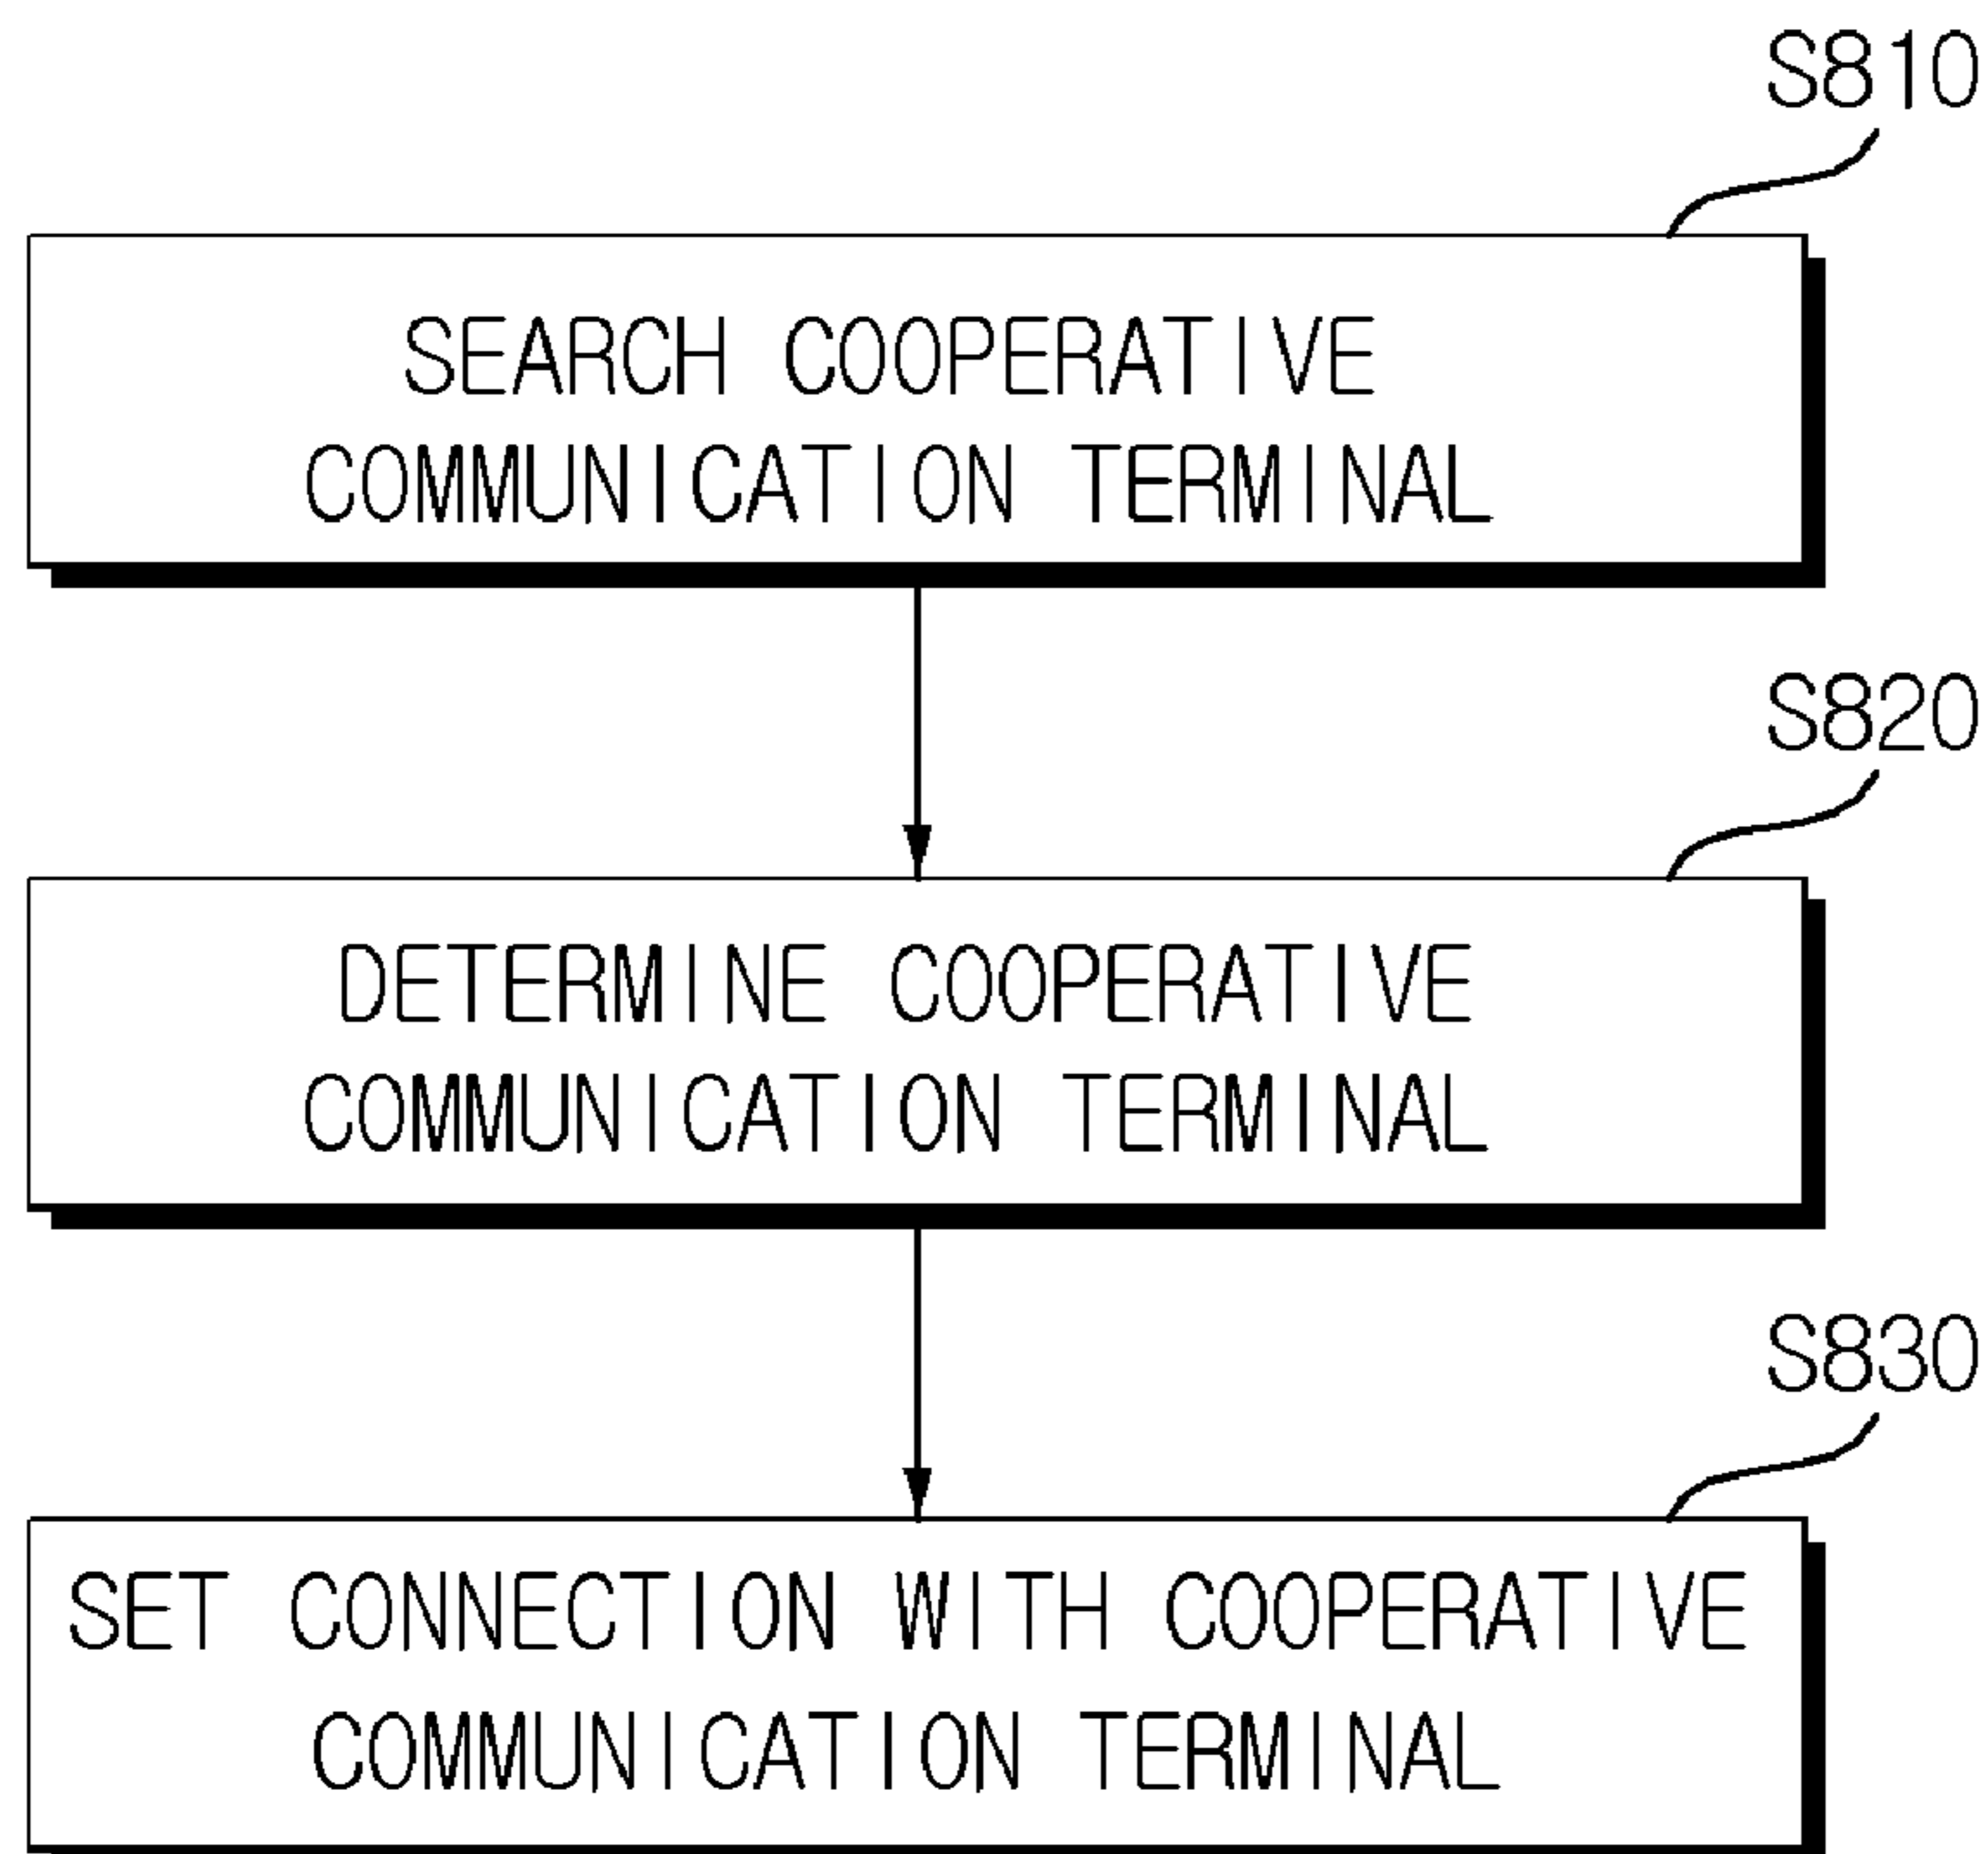 S810
SEARCH COOPERATIVE
COMMUNICATION TERMINAL
S820
DETERMINE COOPERATIVE
COMMUNICATION TERMINAL
S830
SET CONNECTION WITH COOPERATIVE
COMMUNICATION TERMINAL